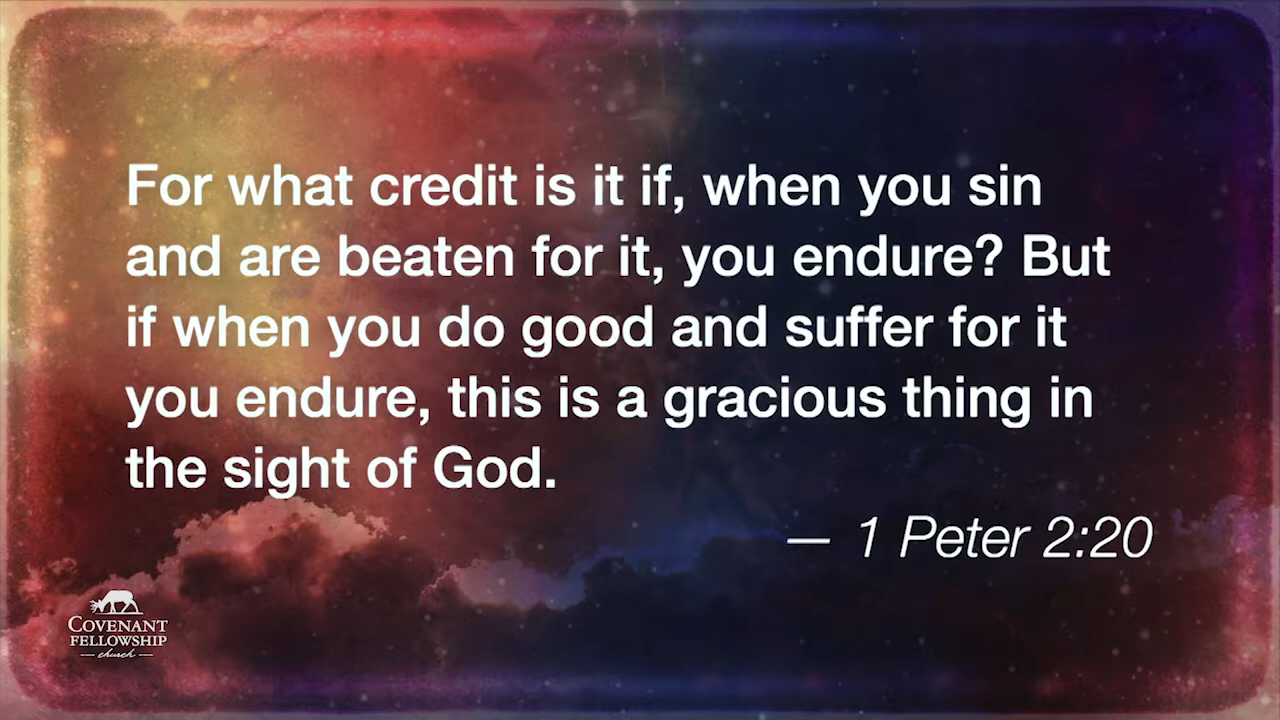 For what credit is it if, when you sin
and are beaten for it, you endure? But
if when you do good and suffer for it
you endure, this is a gracious thing in
the sight of God.
— 1 Peter 2:20
COVENANT
FELLOWSHIP
church